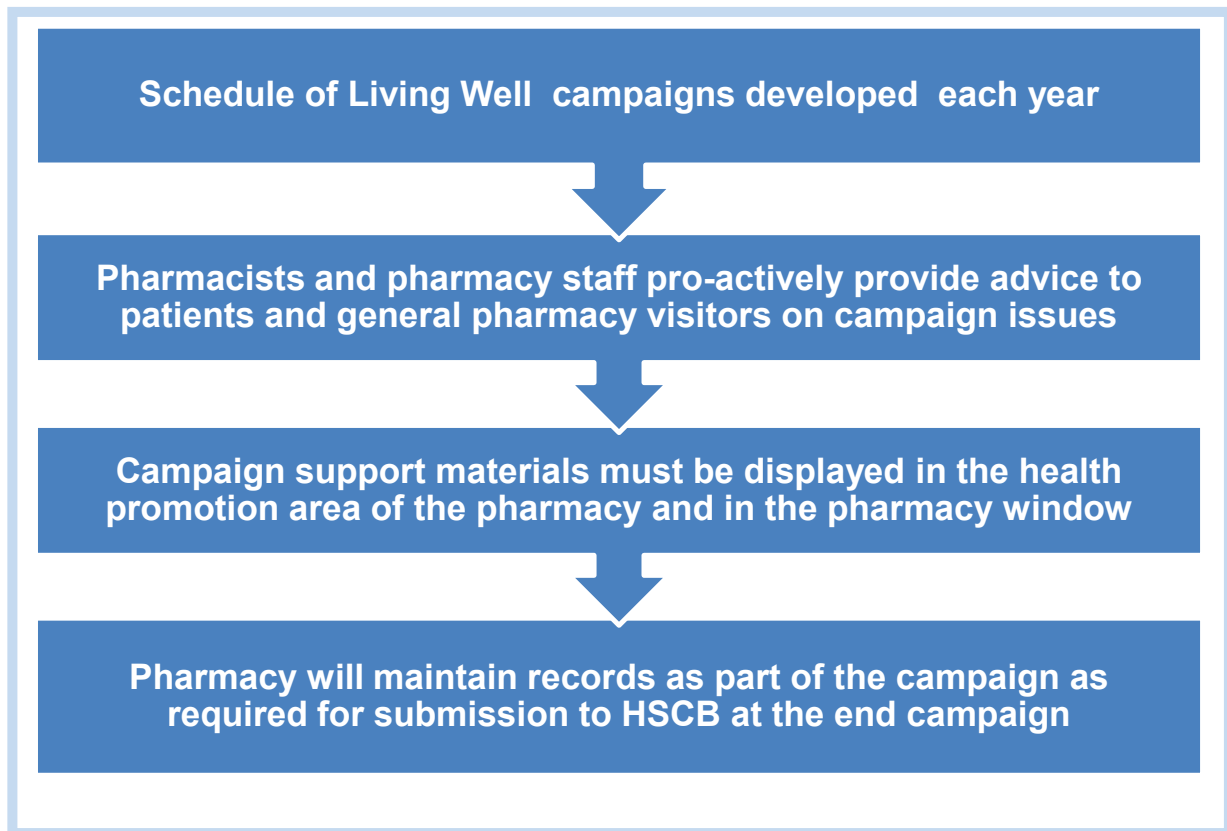 Schedule of Living Well  campaigns developed  each year
Pharmacists and pharmacy staff pro-actively provide advice to
patients and general pharmacy visitors on campaign issues
Campaign support materials must be displayed in the health
promotion area of the pharmacy and in the pharmacy window
Pharmacy will maintain records as part of the campaign as
required for submission to HSCB at the end campaign